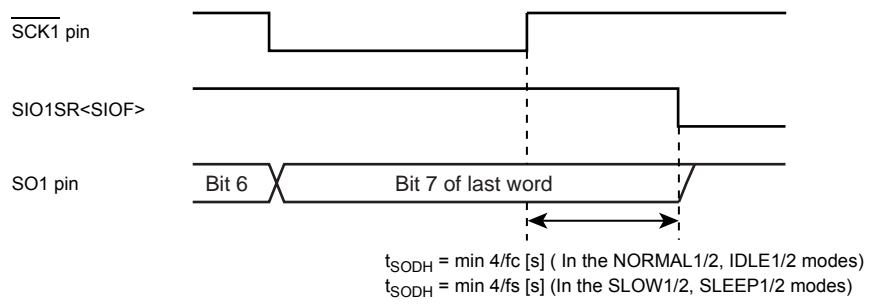 SCK1 pin
SIO1SR<SIOF>
SO1 pin
Bit 6
Bit 7 of last word
tSODH = min 4/fc [s] ( In the NORMAL1/2, IDLE1/2 modes)
tSODH = min 4/fs [s] (In the SLOW1/2, SLEEP1/2 modes)